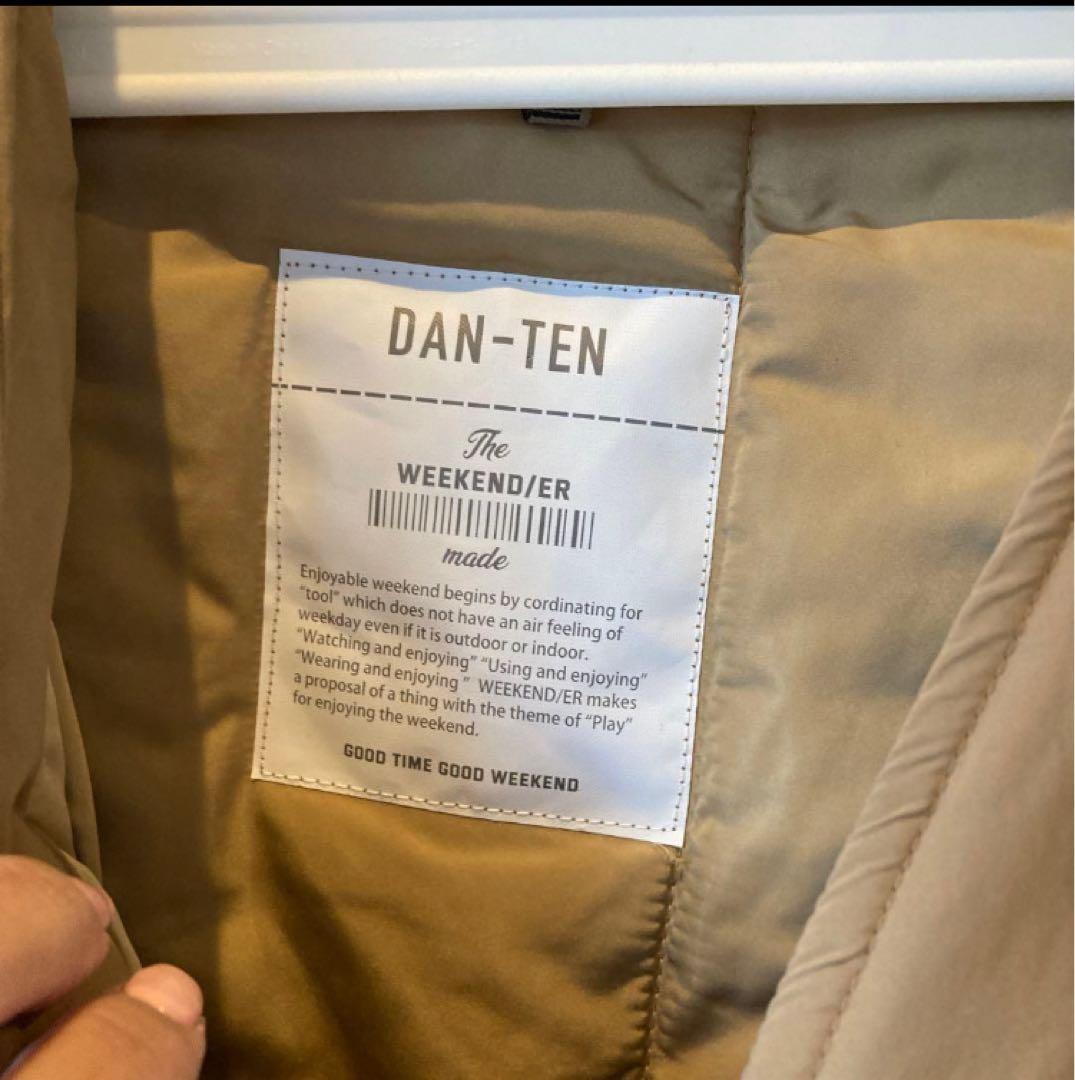 DAN-TEN
The
WEEKEND/ER
made
Enjoyable weekend begins by cordinating for
"tool" which does not have an air feeling of
weekday even if it is outdoor or indoor.
"Watching and enjoying" "Using and enjoying"
"Wearing and enjoying " WEEKEND/ER makes
a proposal of a thing with the theme of "Play"
for enjoying the weekend.
GOOD TIME GOOD WEEKEND